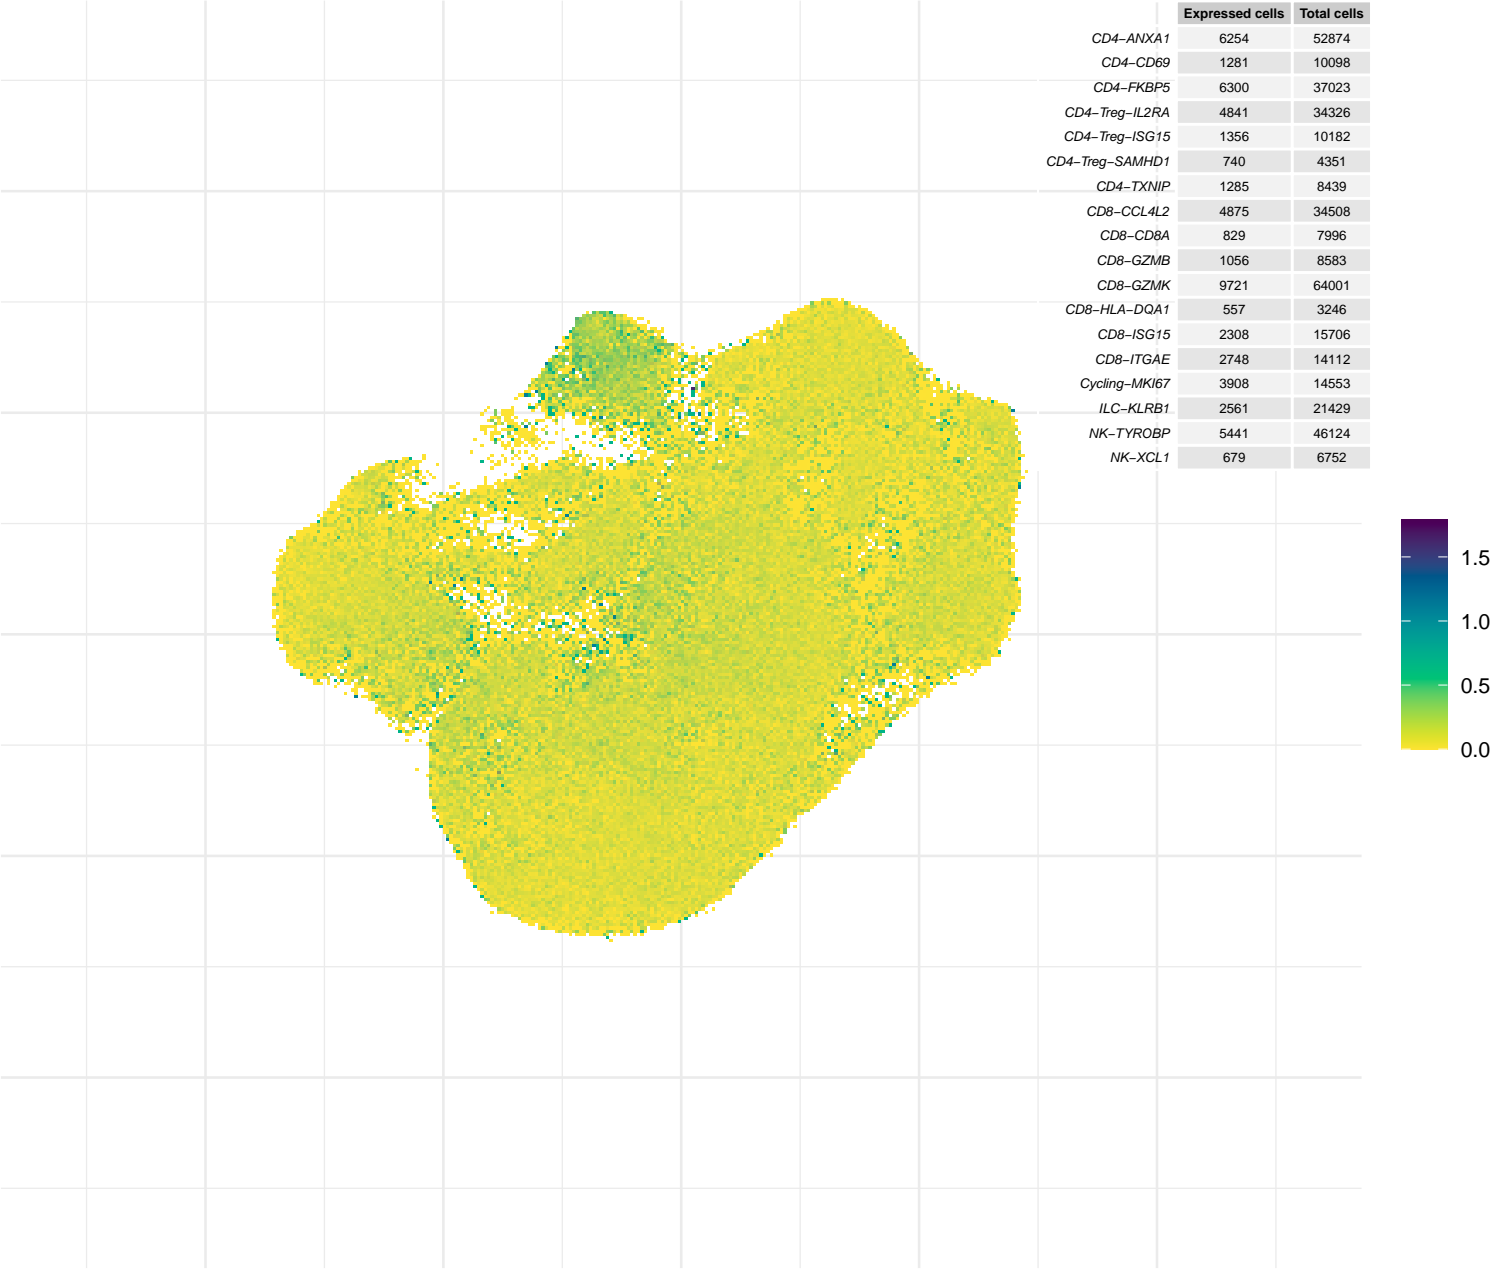 Expressed cells Total cells
CD4−ANXA1 6254 52874
CD4−CD69 1281 10098
CD4−FKBP5 6300 37023
CD4−Treg−IL2RA 4841 34326
CD4−Treg−ISG15 1356 10182
CD4−Treg−SAMHD1 740 4351
CD4−TXNIP 1285 8439
CD8−CCL4L2 4875 34508
CD8−CD8A 829 7996
CD8−GZMB 1056 8583
CD8−GZMK 9721 64001
CD8−HLA−DQA1 557 3246
CD8−ISG15 2308 15706
CD8−ITGAE 2748 14112
Cycling−MKI67 3908 14553
ILC−KLRB1 2561 21429
NK−TYROBP 5441 46124
NK−XCL1 679 6752
1.5
1.0
0.5
0.0